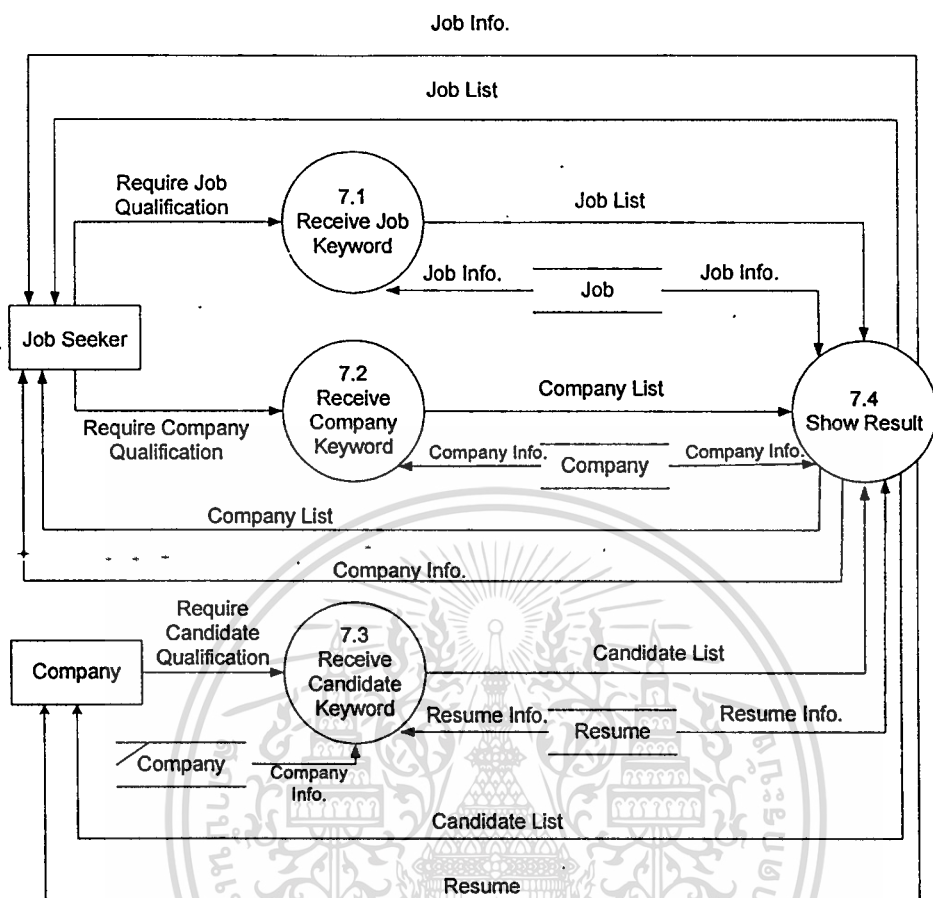 Job Info.
Job List
Require Job
Qualification
7.1
Receive Job
Keyword
Job List
Job Info.
Job
Job Info.
Job Seeker
7.2
Receive
Company
Keyword
Company List
7.4
Show Result
Require Company
Qualification
Company Info.
Company
Company Info.
Company List
Company Info.
Require
Candidate
Qualification
7.3
Receive
Candidate
Keyword
Candidate List
Company
Resume Info.
Resume
Resume Info.
Company
Company
Info.
Candidate List
Resume